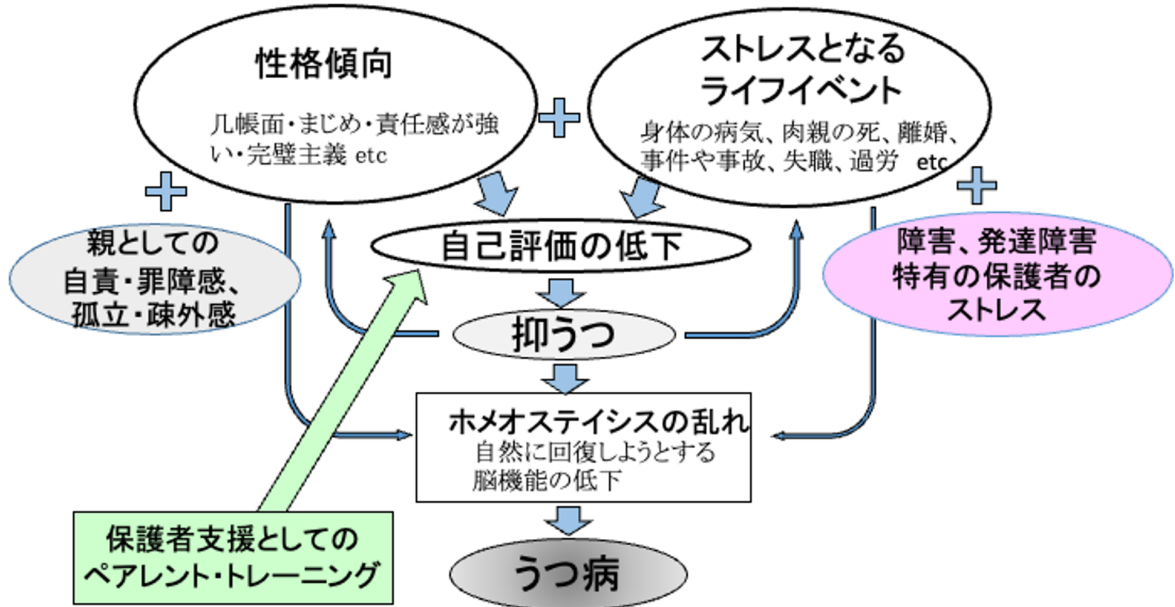 性格傾向
几帳面・まじめ・責任感が強
い・完璧主義 etc
ストレスとなる
ライフイベント
身体の病気、肉親の死、離婚、
事件や事故、失職、過労 etc
親としての
自責・罪障感、
孤立・疎外感
自己評価の低下
障害、発達障害
特有の保護者の
ストレス
抑うつ
ホメオステイシスの乱れ
自然に回復しようとする
脳機能の低下
保護者支援としての
ペアレント・トレーニング
うつ病